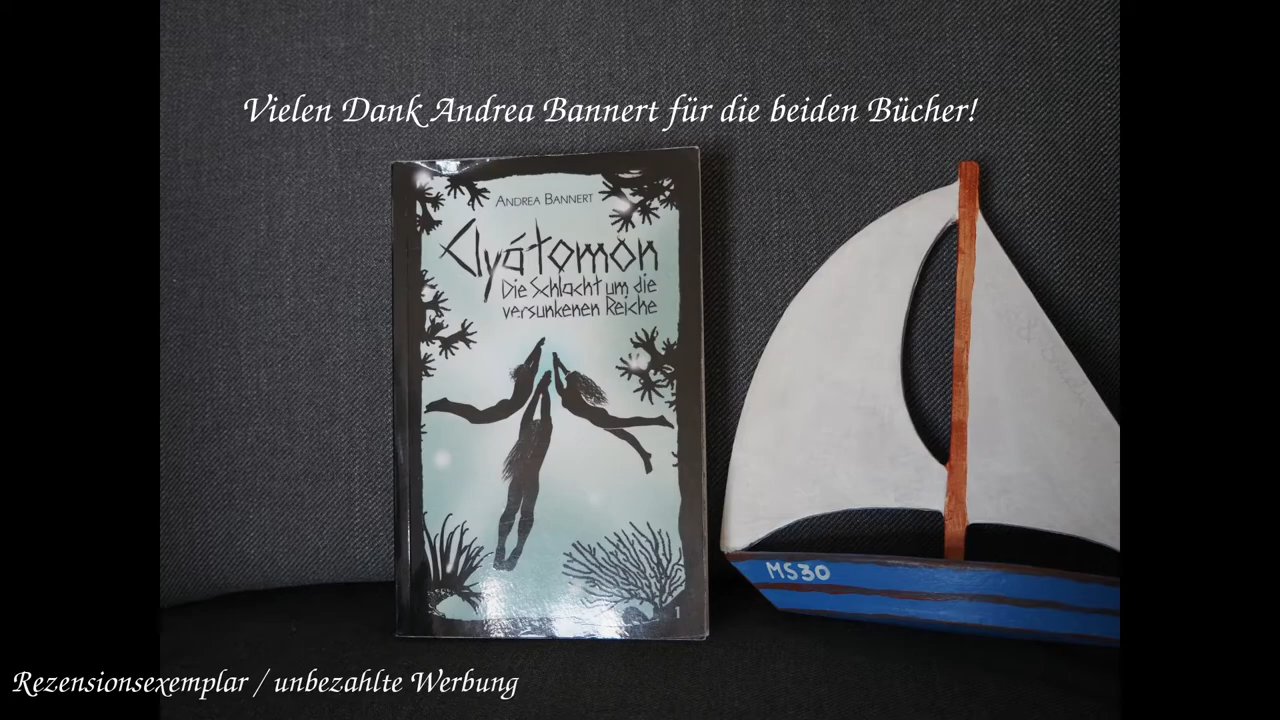 Vielen Dank Andrea Bannert für die beiden Bücher!
Andrea Bannert
Clyátomon
Die Schlacht um die
versunkenen Reiche
1
MS30
Rezensionsexemplar / unbezahlte Werbung